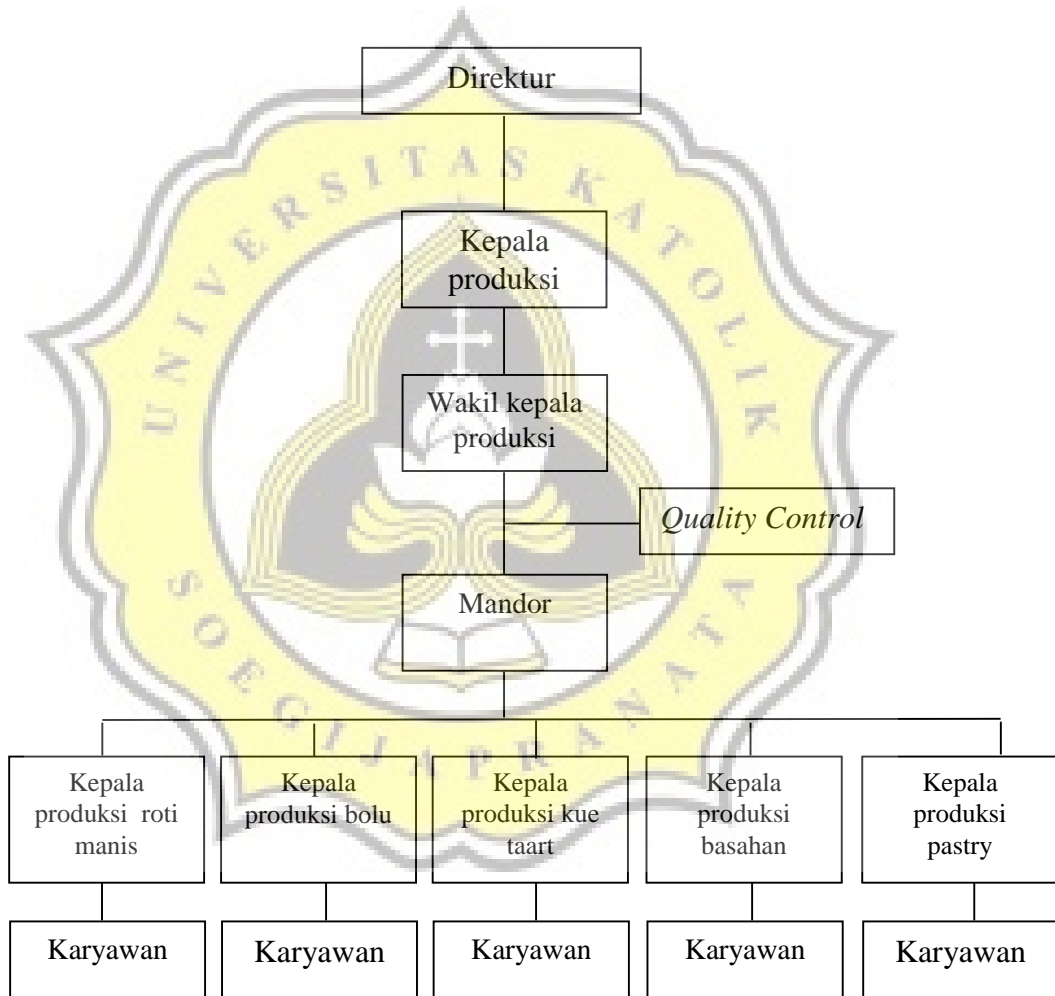 Direktur
UNIVERSITAS KATOLIK
SOEGIJAPRANATA
Kepala
produksi
Wakil kepala
produksi
Quality Control
Mandor
Kepala
produksi roti
manis
Kepala
produksi bolu
Kepala
produksi kue
taart
Kepala
produksi
basahan
Kepala
produksi
pastry
Karyawan
Karyawan
Karyawan
Karyawan
Karyawan